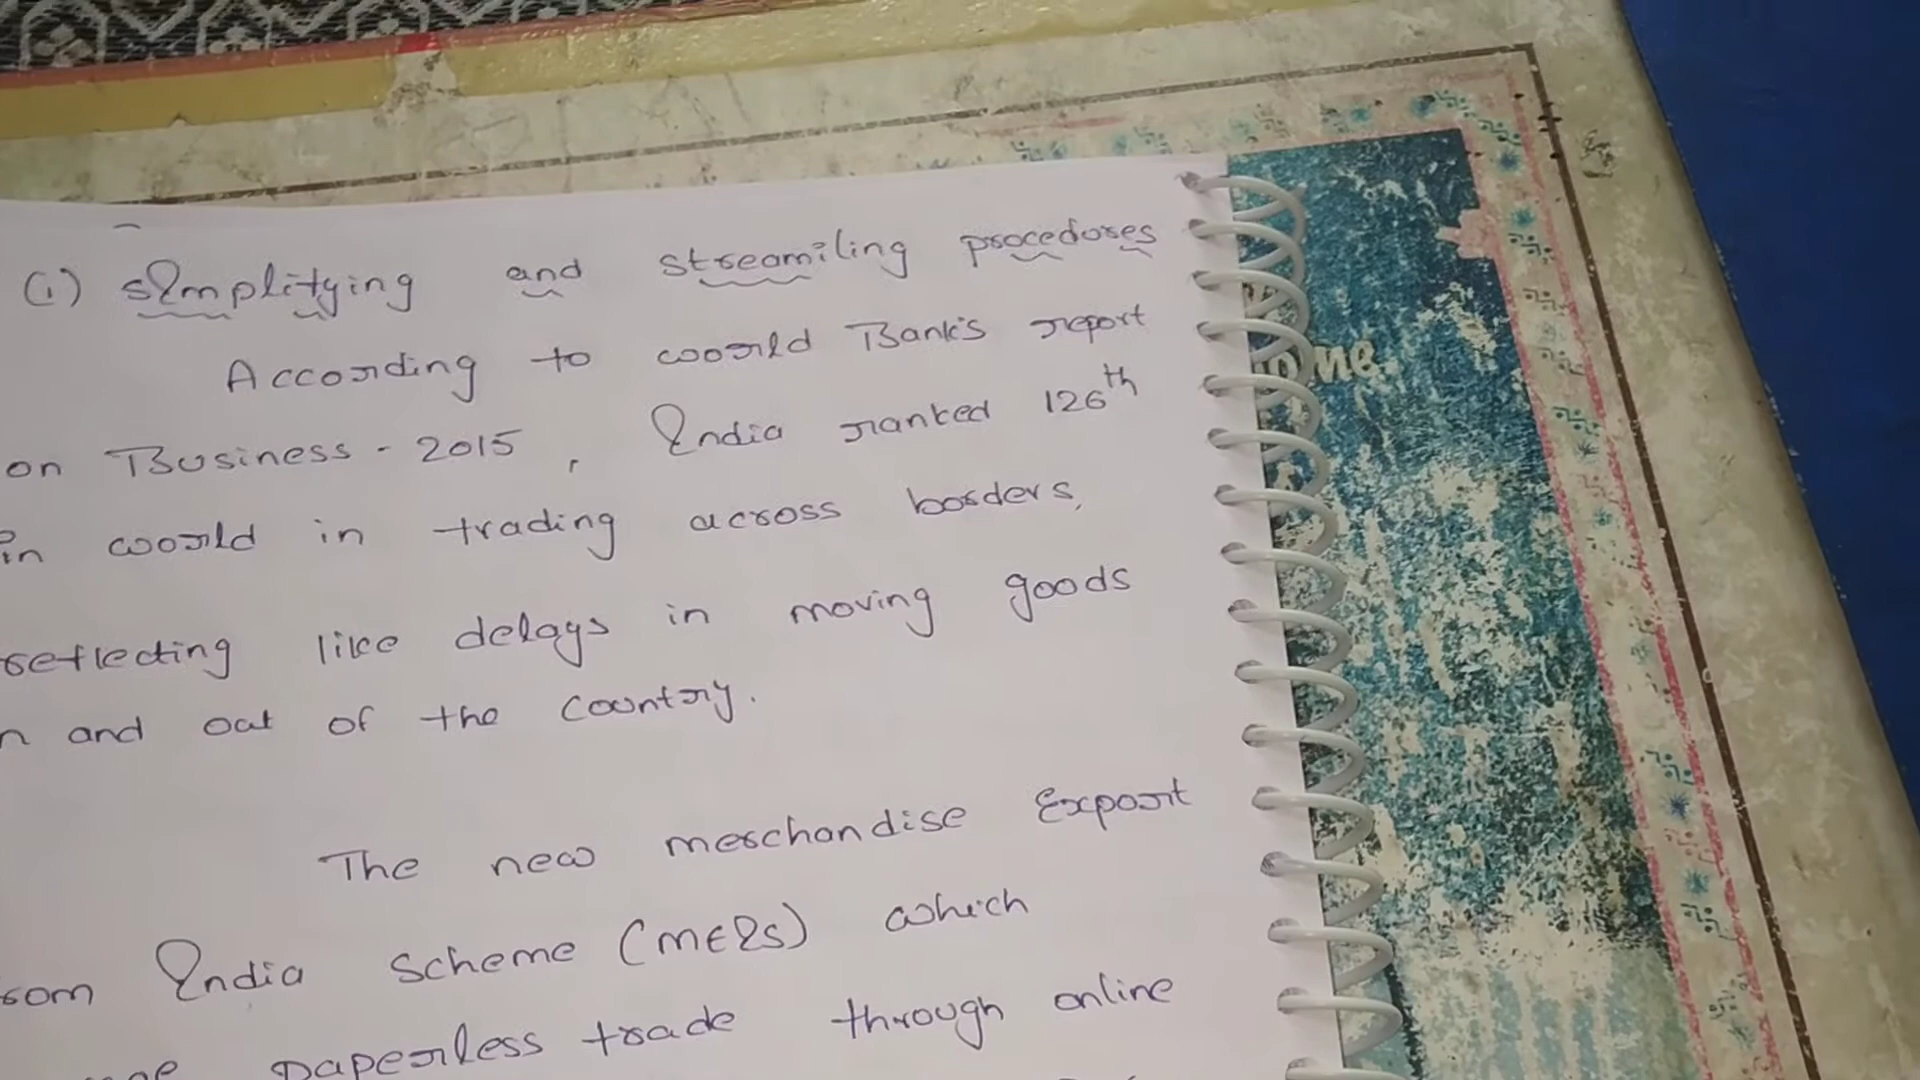 (i) simplitying and streamiling procedures
According to world Bank's report
on Business - 2015, India ranked 126th
in world in trading across borders,
reflecting like delays in moving goods
and out of the country.
The new merchandise Export
India scheme (MEIS) which
paperless trade through online